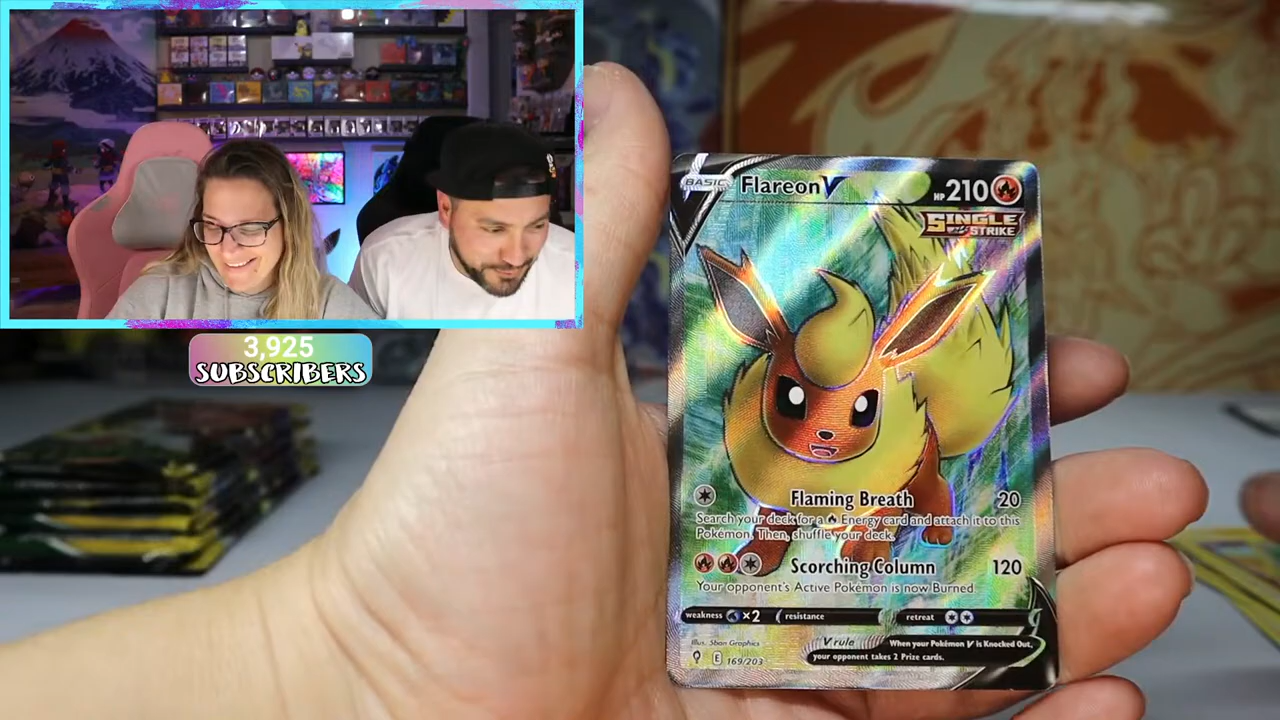 3,925
SUBSCRIBERS
BASIC Flareon V HP 210
SINGLE
STRIKE
Flaming Breath 20
Search your deck for a Energy card and attach it to this
Pokémon. Then, shuffle your deck.
Scorching Column 120
Your opponent's Active Pokémon is now Burned.
weakness ×2 resistance retreat
Illus. 5ban Graphics
V rule When your Pokémon V is Knocked Out,
your opponent takes 2 Prize cards.
E 169/203